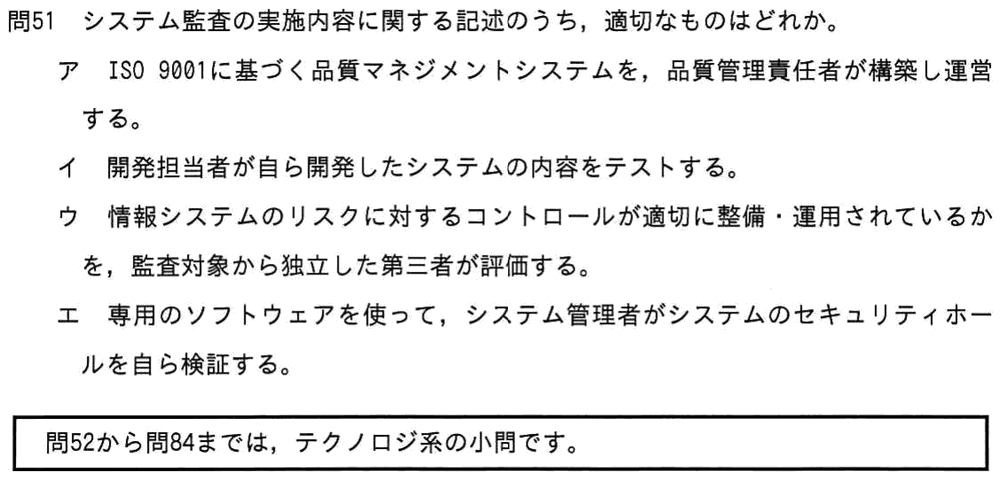 問51　システム監査の実施内容に関する記述のうち，適切なものはどれか。
ア　ISO 9001に基づく品質マネジメントシステムを，品質管理責任者が構築し運営
する。
イ　開発担当者が自ら開発したシステムの内容をテストする。
ウ　情報システムのリスクに対するコントロールが適切に整備・運用されているか
を，監査対象から独立した第三者が評価する。
エ　専用のソフトウェアを使って，システム管理者がシステムのセキュリティホー
ルを自ら検証する。
問52から問84までは，テクノロジ系の小問です。